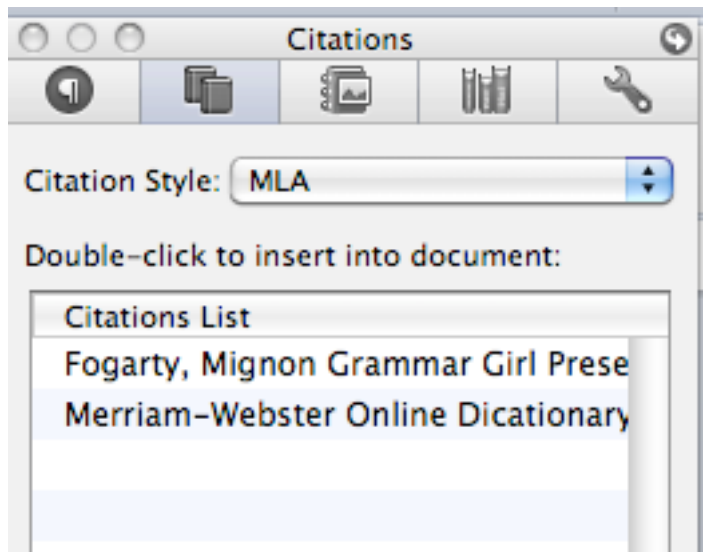 Citations
Citation Style: MLA
Double-click to insert into document:
Citations List
Fogarty, Mignon Grammar Girl Prese
Merriam-Webster Online Dicationary